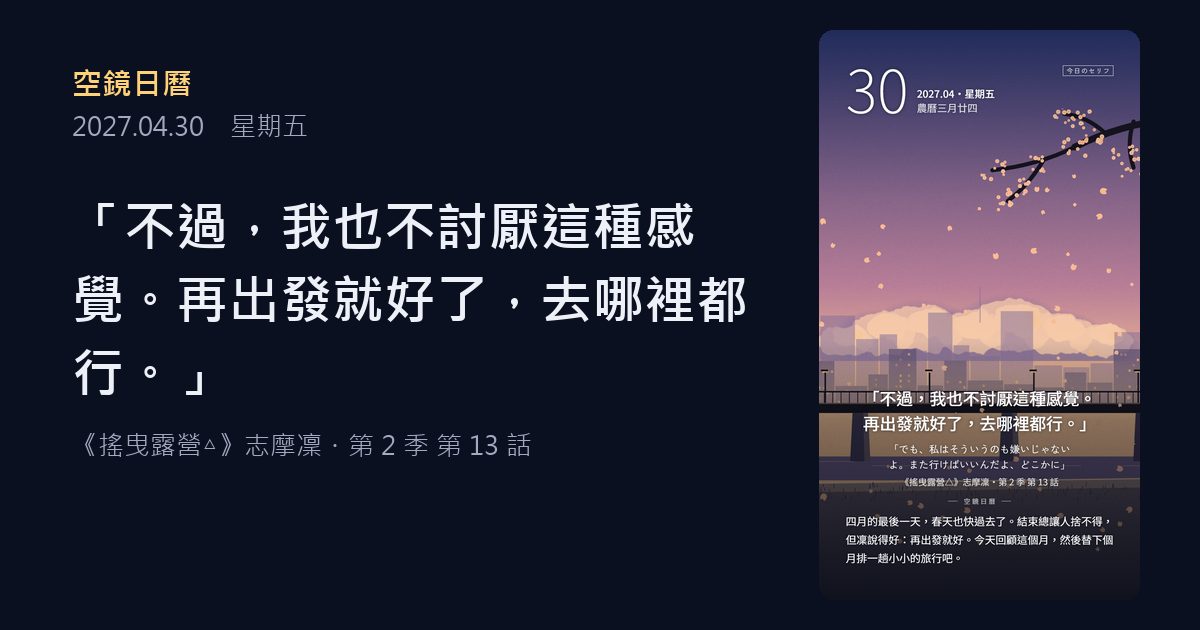 空鏡日曆
2027.04.30　星期五
「不過，我也不討厭這種感
覺。再出發就好了，去哪裡都
行。」
《搖曳露營△》志摩凜・第 2 季 第 13 話
今日のセリフ
30
2027.04・星期五
農曆三月廿四
「不過，我也不討厭這種感覺。
再出發就好了，去哪裡都行。」
「でも、私はそういうのも嫌いじゃない
よ。また行けばいいんだよ、どこかに」
《搖曳露營△》志摩凜・第 2 季 第 13 話
— 空鏡日曆 —
四月的最後一天，春天也快過去了。結束總讓人捨不得，
但凜說得好：再出發就好。今天回顧這個月，然後替下個
月排一趟小小的旅行吧。